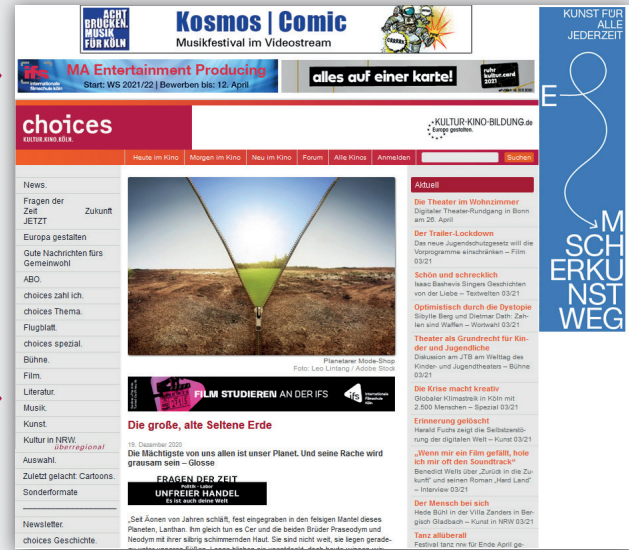 ACHT
BRÜCKEN.
MUSIK
FÜR KÖLN
Kosmos | Comic
Musikfestival im Videostream
KUNST FÜR
ALLE
JEDERZEIT
ifs internationale
filmschule köln
MA Entertainment Producing
Start: WS 2021/22 | Bewerben bis: 12. April
alles auf einer karte!
ruhr
kultur.card
2021
E
M
SCH
ERKU
NST
WEG
choices
KULTUR.KINO.KÖLN.
KULTUR-KINO-BILDUNG.de
Europa gestalten.
Heute im Kino
Morgen im Kino
Neu im Kino
Forum
Alle Kinos
Anmelden
Suchen
News.
Fragen der
Zeit Zukunft
JETZT
Europa gestalten
Gute Nachrichten fürs
Gemeinwohl
ABO.
choices zahl ich.
choices Thema.
Flugblatt.
choices spezial.
Bühne.
Film.
Literatur.
Musik.
Kunst.
Kultur in NRW.
überregional
Auswahl.
Zuletzt gelacht: Cartoons.
Sonderformate
Newsletter.
choices Geschichte.
Planetarer Mode-Shop
Foto: Leo Lintang / Adobe Stock
FILM STUDIEREN AN DER IFS
ifs internationale
filmschule
köln
Die große, alte Seltene Erde
19. Dezember 2020
Die Mächtigste von uns allen ist unser Planet. Und seine Rache wird
grausam sein – Glosse
FRAGEN DER ZEIT
Politik - Labor
UNFREIER HANDEL
Es ist auch deine Welt
„Seit Äonen von Jahren schläft, fest eingegraben in den felsigen Mantel dieses
Planeten, Lanthan. Ihm gleich tun es Cer und die beiden Brüder Praseodym und
Neodym mit ihrer silbrig schimmernden Haut. Sie sind nicht weit, sie liegen gerade-
Aktuell
Die Theater im Wohnzimmer
Digitaler Theater-Rundgang in Bonn
am 26. April
Der Trailer-Lockdown
Das neue Jugendschutzgesetz will die
Vorprogramme einschränken – Film
03/21
Schön und schrecklich
Isaac Bashevis Singers Geschichten
von der Liebe – Textwelten 03/21
Optimistisch durch die Dystopie
Sibylle Berg und Dietmar Dath: Zah-
len sind Waffen – Wortwahl 03/21
Theater als Grundrecht für Kin-
der und Jugendliche
Diskussion am JTB am Welttag des
Kinder- und Jugendtheaters – Bühne
03/21
Die Krise macht kreativ
Globaler Klimastreik in Köln mit
2.500 Menschen – Spezial 03/21
Erinnerung gelöscht
Harald Fuchs zeigt die Selbstzerstö-
rung der digitalen Welt – Kunst 03/21
„Wenn mir ein Film gefällt, hole
ich mir oft den Soundtrack“
Benedict Wells über „Zurück in die Zu-
kunft“ und seinen Roman „Hard Land“
– Interview 03/21
Der Mensch bei sich
Hede Bühl in der Villa Zanders in Ber-
gisch Gladbach – Kunst in NRW 03/21
Tanz allüberall
Festival tanz nrw für Ende April ge-